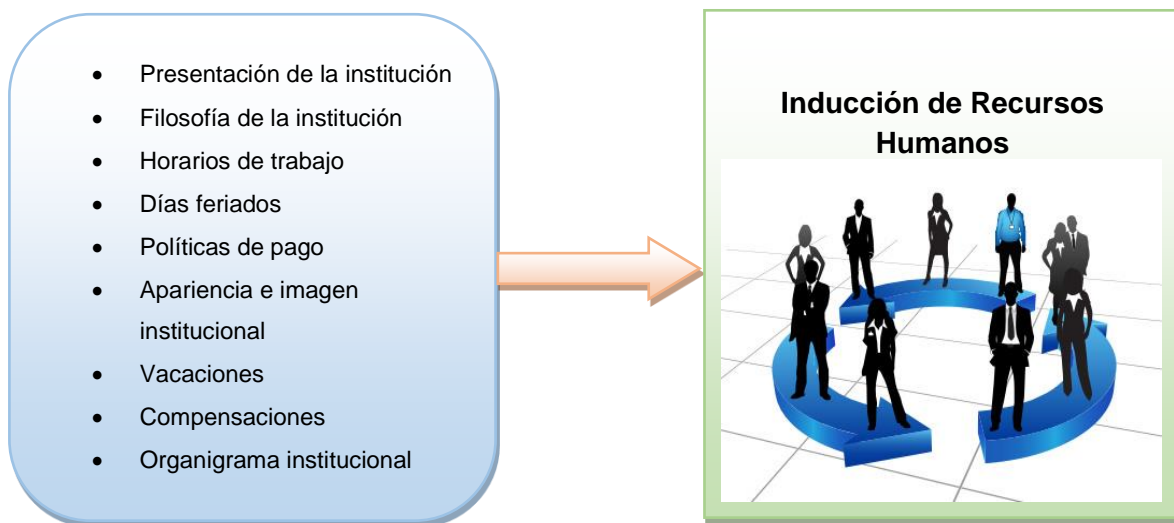 • Presentación de la institución
• Filosofía de la institución
• Horarios de trabajo
• Días feriados
• Políticas de pago
• Apariencia e imagen
institucional
• Vacaciones
• Compensaciones
• Organigrama institucional
Inducción de Recursos
Humanos